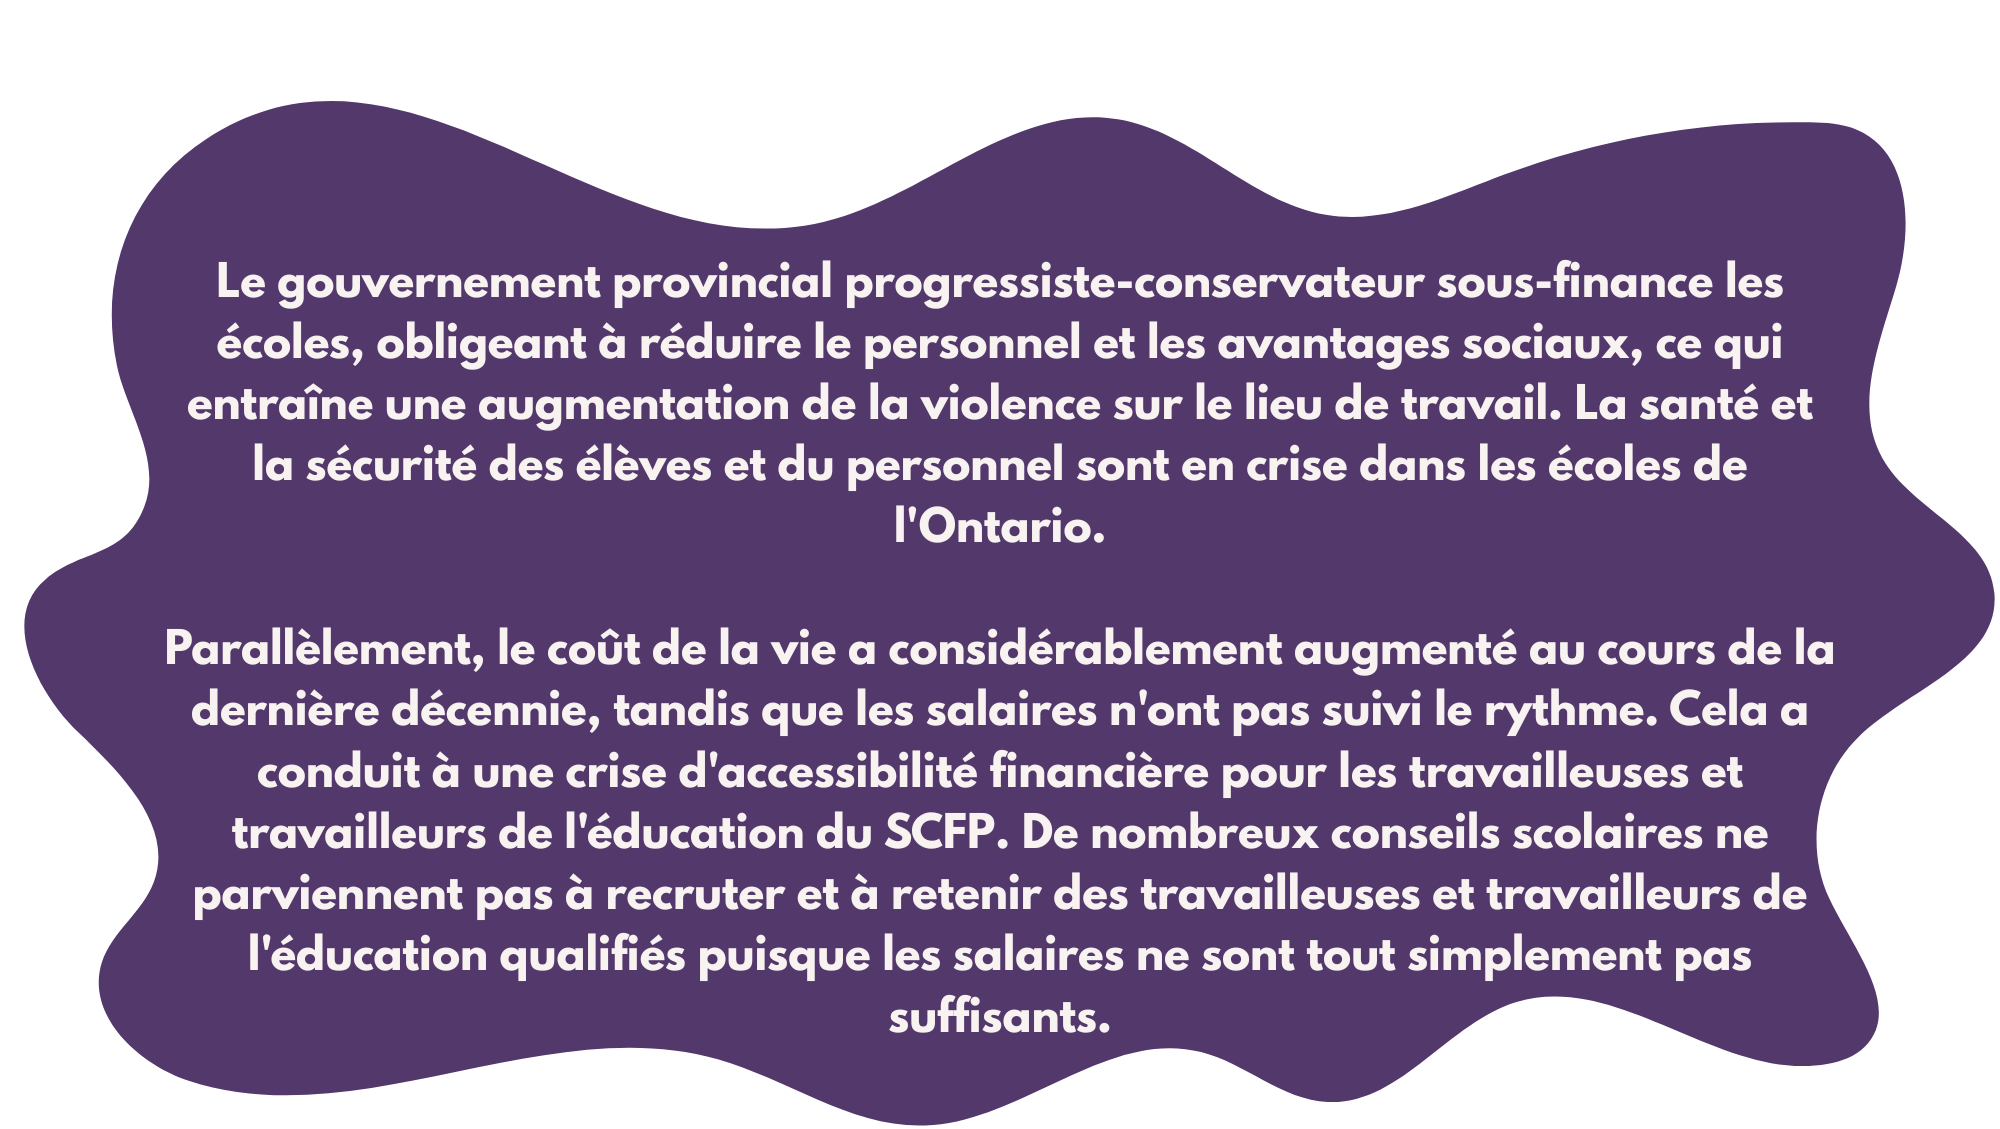 Le gouvernement provincial progressiste-conservateur sous-finance les
écoles, obligeant à réduire le personnel et les avantages sociaux, ce qui
entraîne une augmentation de la violence sur le lieu de travail. La santé et
la sécurité des élèves et du personnel sont en crise dans les écoles de
l'Ontario.
Parallèlement, le coût de la vie a considérablement augmenté au cours de la
dernière décennie, tandis que les salaires n'ont pas suivi le rythme. Cela a
conduit à une crise d'accessibilité financière pour les travailleuses et
travailleurs de l'éducation du SCFP. De nombreux conseils scolaires ne
parviennent pas à recruter et à retenir des travailleuses et travailleurs de
l'éducation qualifiés puisque les salaires ne sont tout simplement pas
suffisants.